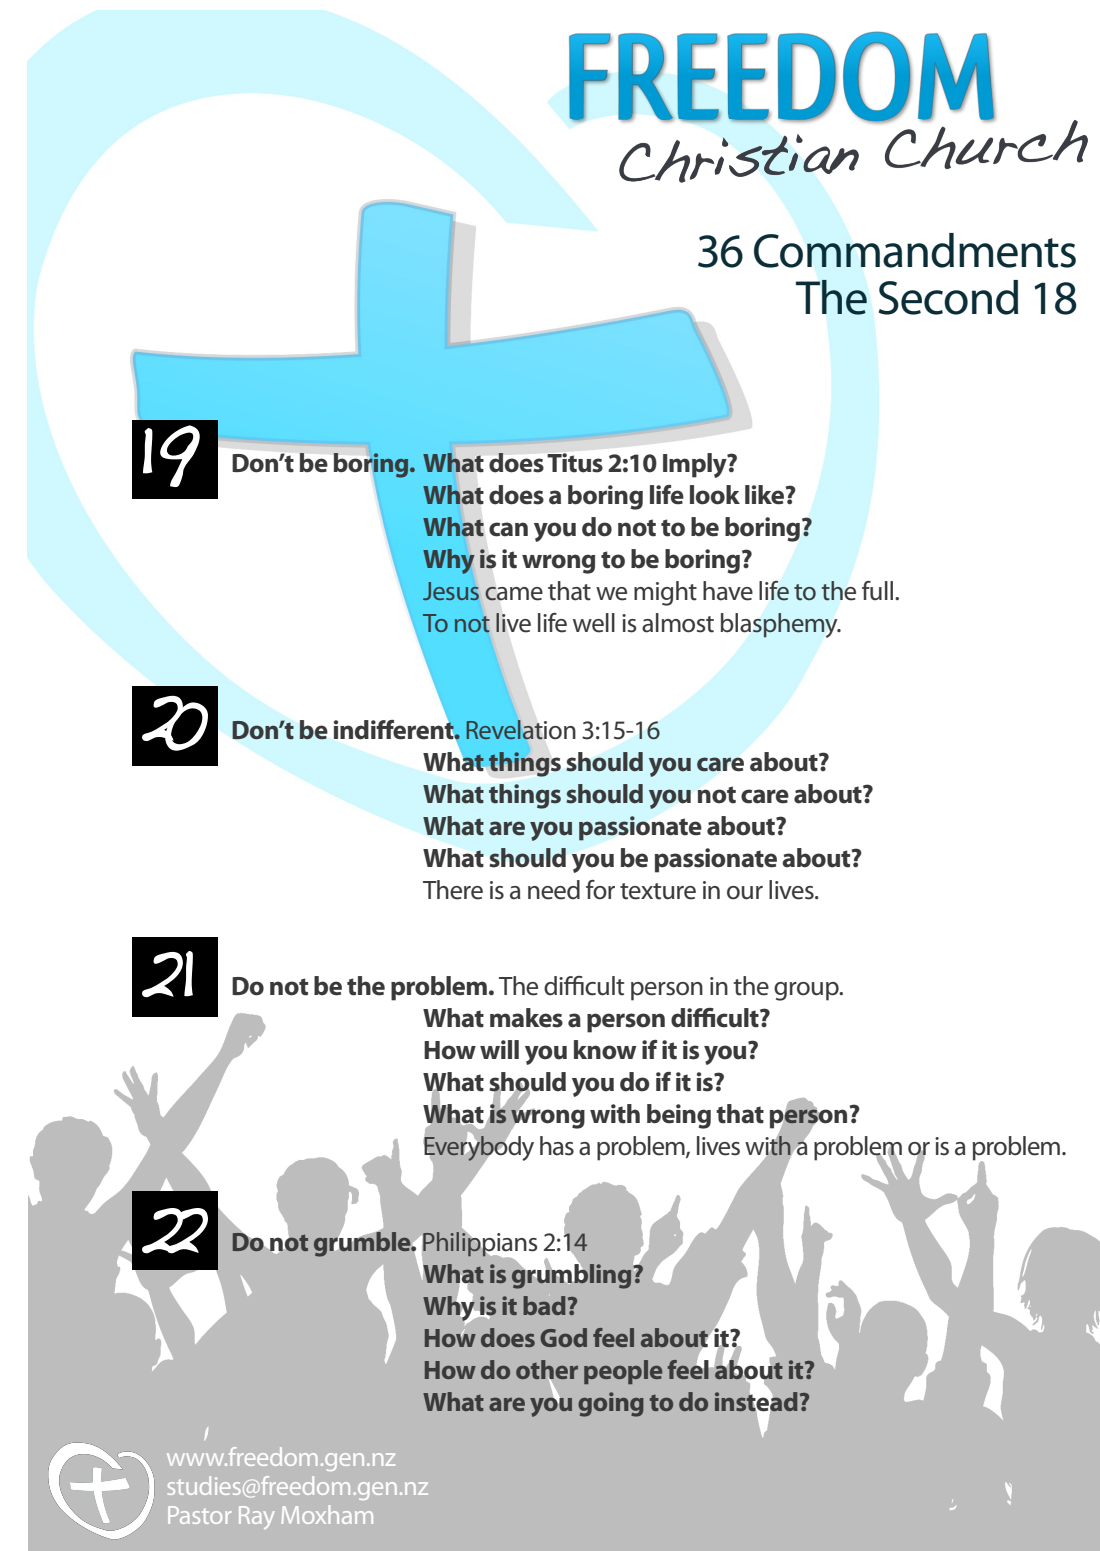 FREEDOM
Christian Church
36 Commandments
The Second 18
19
Don't be boring. What does Titus 2:10 Imply?
What does a boring life look like?
What can you do not to be boring?
Why is it wrong to be boring?
Jesus came that we might have life to the full.
To not live life well is almost blasphemy.
20
Don't be indifferent. Revelation 3:15-16
What things should you care about?
What things should you not care about?
What are you passionate about?
What should you be passionate about?
There is a need for texture in our lives.
21
Do not be the problem. The difficult person in the group.
What makes a person difficult?
How will you know if it is you?
What should you do if it is?
What is wrong with being that person?
Everybody has a problem, lives with a problem or is a problem.
22
Do not grumble. Philippians 2:14
What is grumbling?
Why is it bad?
How does God feel about it?
How do other people feel about it?
What are you going to do instead?
www.freedom.gen.nz
studies@freedom.gen.nz
Pastor Ray Moxham